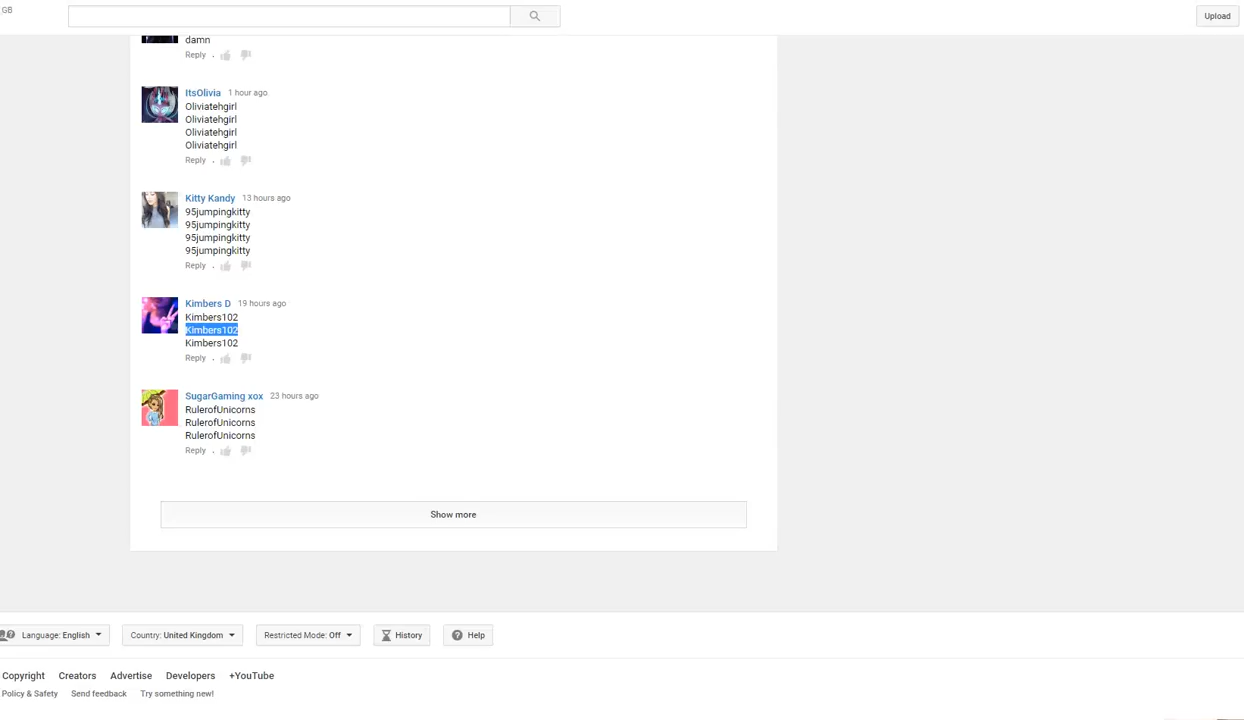 GB
Upload
damn
Reply .
ItsOlivia 1 hour ago
Oliviatehgirl
Oliviatehgirl
Oliviatehgirl
Oliviatehgirl
Reply .
Kitty Kandy 13 hours ago
95jumpingkitty
95jumpingkitty
95jumpingkitty
95jumpingkitty
Reply .
Kimbers D 19 hours ago
Kimbers102
Kimbers102
Kimbers102
Reply .
SugarGaming xox 23 hours ago
RulerofUnicorns
RulerofUnicorns
RulerofUnicorns
Reply .
Show more
Language: English Country: United Kingdom Restricted Mode: Off History Help
Copyright Creators Advertise Developers +YouTube
Policy & Safety Send feedback Try something new!